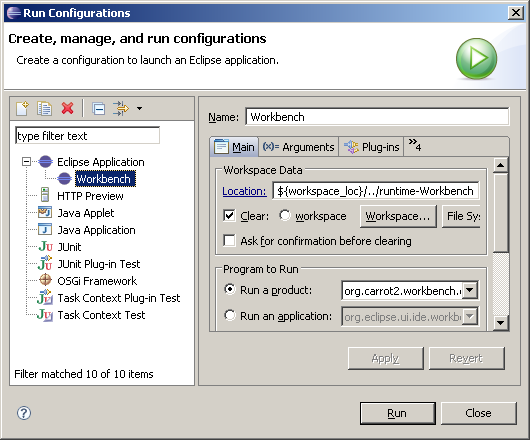 Run Configurations
Create, manage, and run configurations
Create a configuration to launch an Eclipse application.
type filter text
Eclipse Application
Workbench
HTTP Preview
Java Applet
Java Application
JUnit
JUnit Plug-in Test
OSGi Framework
Task Context Plug-in Test
Task Context Test
Filter matched 10 of 10 items
Name: Workbench
Main (x)= Arguments Plug-ins »4
Workspace Data
Location: ${workspace_loc}/../runtime-Workbench
Clear: workspace Workspace... File Sys
Ask for confirmation before clearing
Program to Run
Run a product: org.carrot2.workbench.
Run an application: org.eclipse.ui.ide.workb
Apply Revert
? Run Close